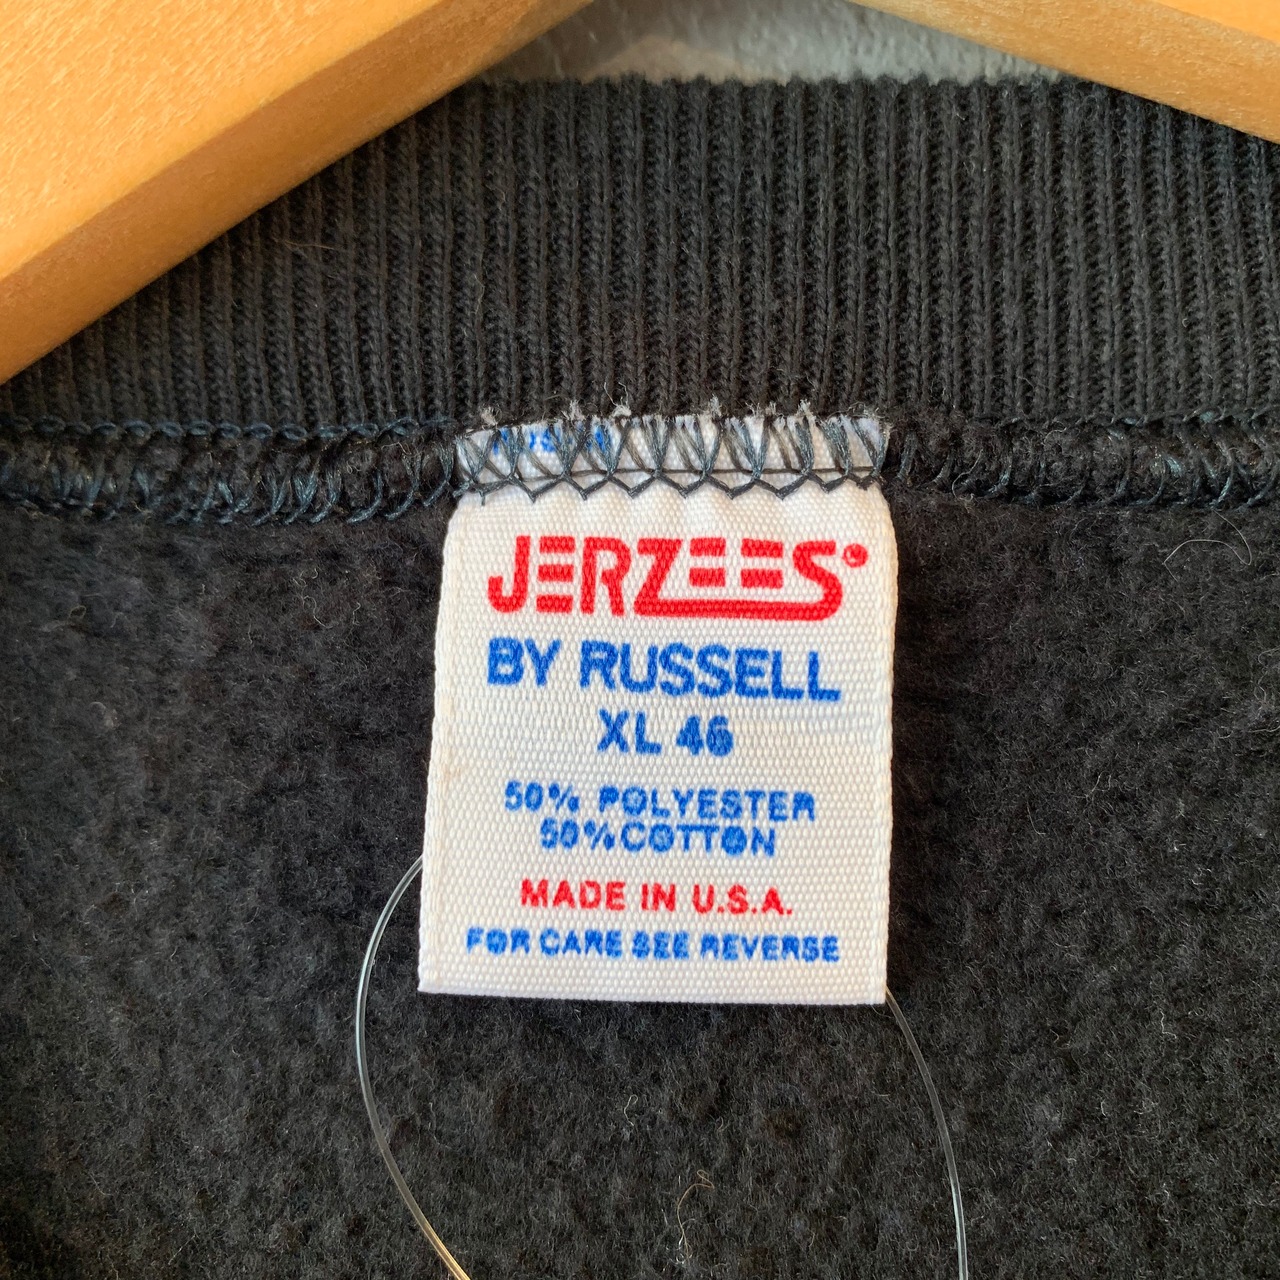 JERZEES
BY RUSSELL
XL 46
50% POLYESTER
50% COTTON
MADE IN U.S.A.
FOR CARE SEE REVERSE